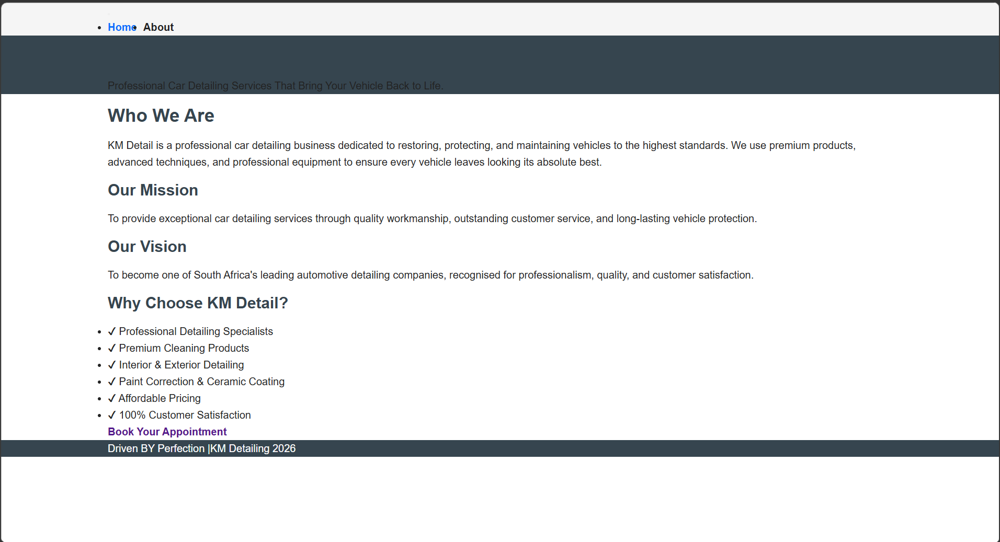 Home About
Professional Car Detailing Services That Bring Your Vehicle Back to Life.
Who We Are
KM Detail is a professional car detailing business dedicated to restoring, protecting, and maintaining vehicles to the highest standards. We use premium products,
advanced techniques, and professional equipment to ensure every vehicle leaves looking its absolute best.
Our Mission
To provide exceptional car detailing services through quality workmanship, outstanding customer service, and long-lasting vehicle protection.
Our Vision
To become one of South Africa's leading automotive detailing companies, recognised for professionalism, quality, and customer satisfaction.
Why Choose KM Detail?
• ✓ Professional Detailing Specialists
• ✓ Premium Cleaning Products
• ✓ Interior & Exterior Detailing
• ✓ Paint Correction & Ceramic Coating
• ✓ Affordable Pricing
• ✓ 100% Customer Satisfaction
Book Your Appointment
Driven BY Perfection |KM Detailing 2026